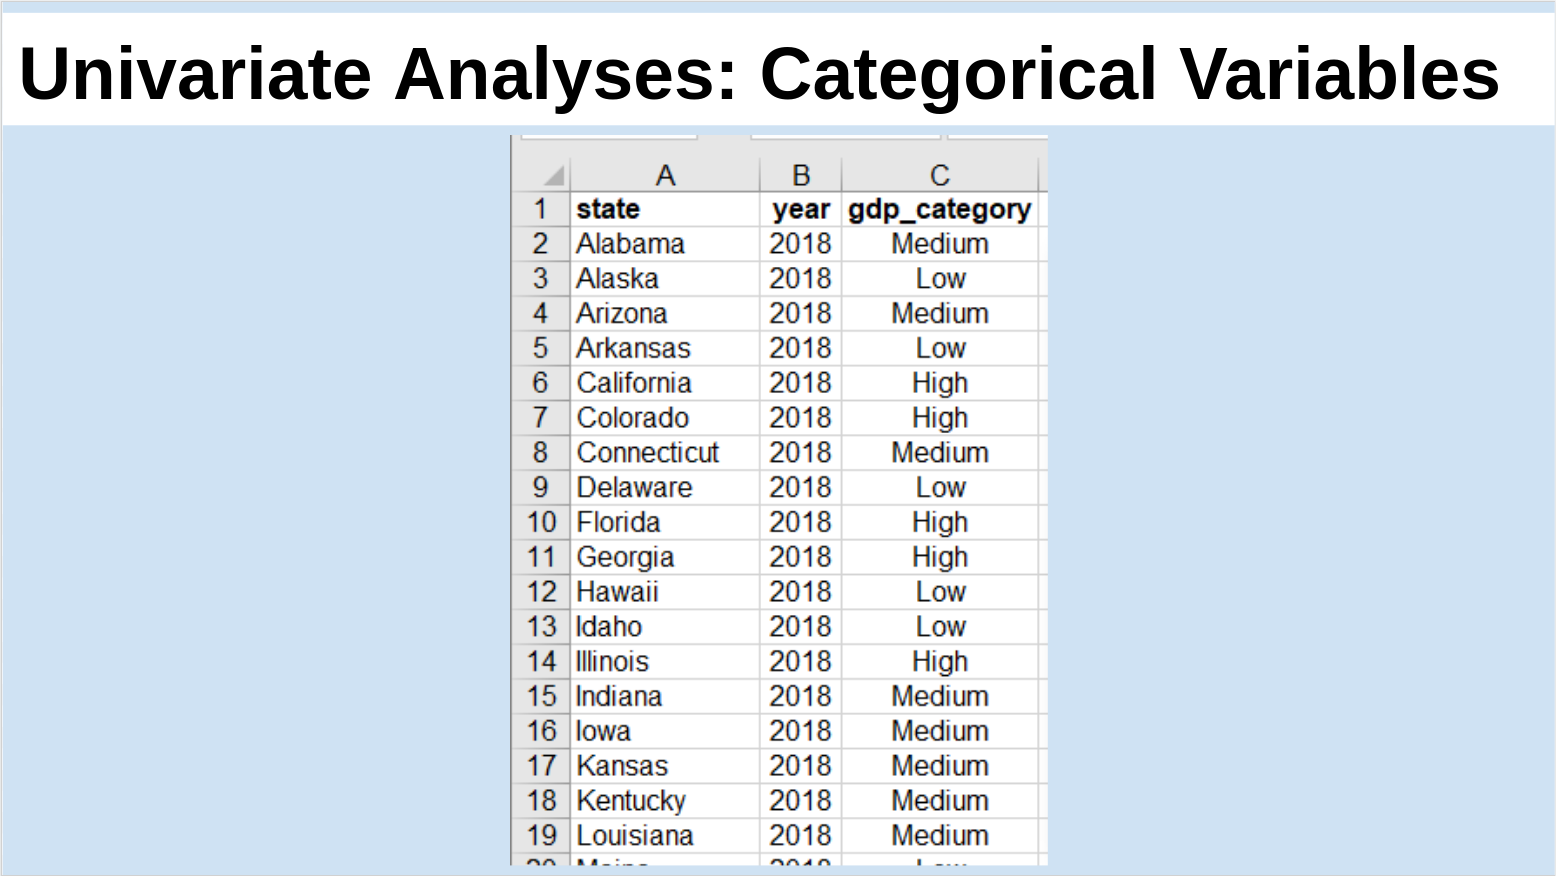 Univariate Analyses: Categorical Variables
A B C
1 state year gdp_category
2 Alabama 2018 Medium
3 Alaska 2018 Low
4 Arizona 2018 Medium
5 Arkansas 2018 Low
6 California 2018 High
7 Colorado 2018 High
8 Connecticut 2018 Medium
9 Delaware 2018 Low
10 Florida 2018 High
11 Georgia 2018 High
12 Hawaii 2018 Low
13 Idaho 2018 Low
14 Illinois 2018 High
15 Indiana 2018 Medium
16 Iowa 2018 Medium
17 Kansas 2018 Medium
18 Kentucky 2018 Medium
19 Louisiana 2018 Medium